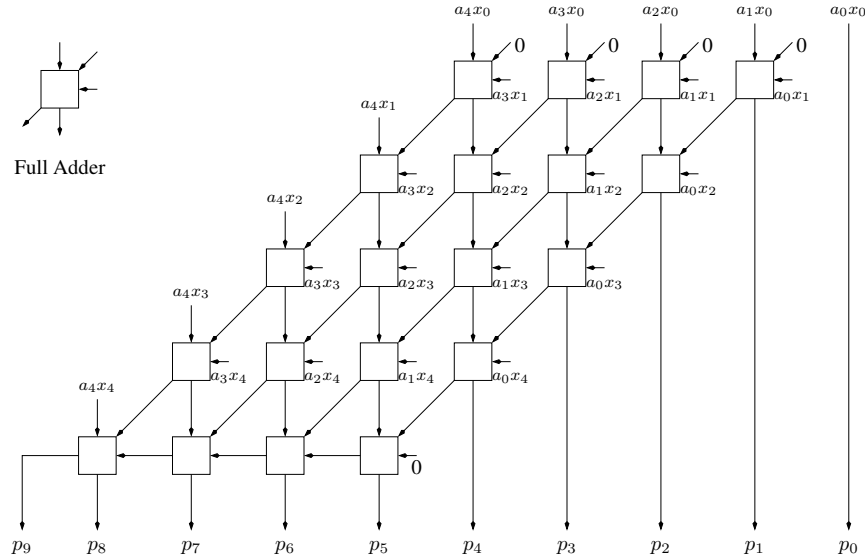 a₄x₀ a₃x₀ a₂x₀ a₁x₀ a₀x₀
0 0 0 0
a₃x₁ a₂x₁ a₁x₁ a₀x₁
a₄x₁
Full Adder
a₃x₂ a₂x₂ a₁x₂ a₀x₂
a₄x₂
a₃x₃ a₂x₃ a₁x₃ a₀x₃
a₄x₃
a₃x₄ a₂x₄ a₁x₄ a₀x₄
a₄x₄
0
p₉ p₈ p₇ p₆ p₅ p₄ p₃ p₂ p₁ p₀